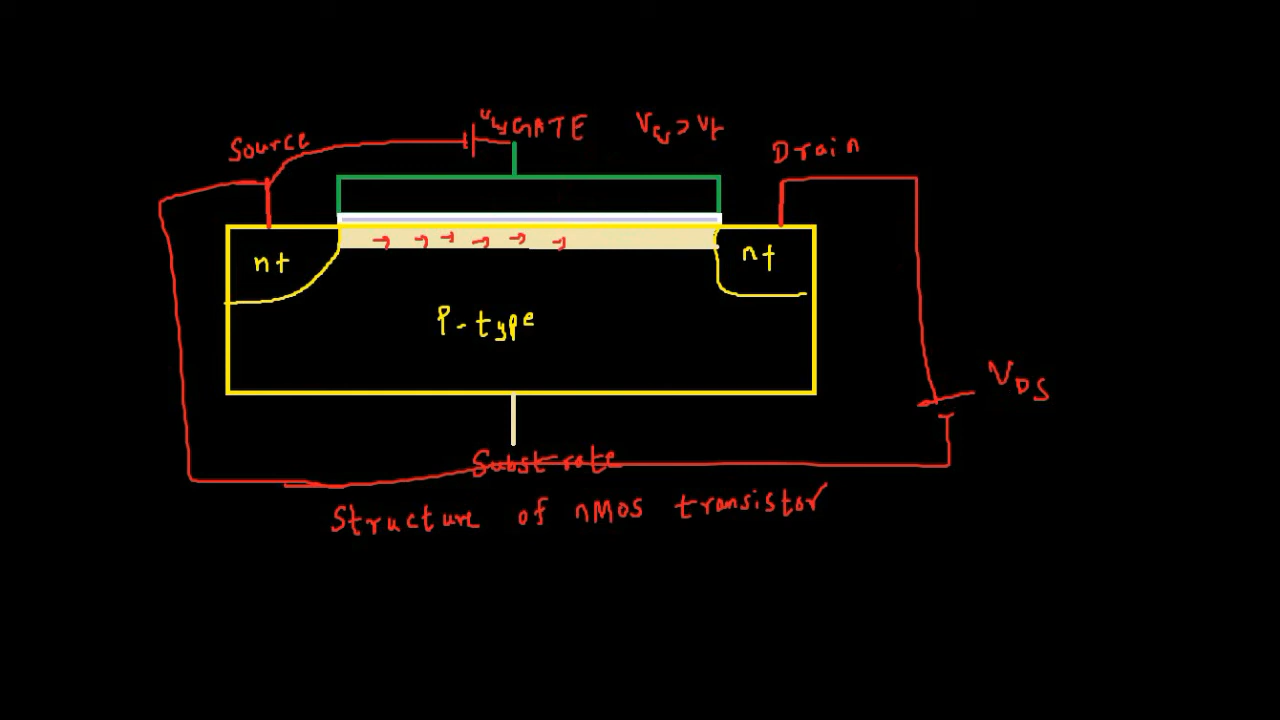 Source
GATE
Drain
n+
n+
P-type
VDS
Substrate
Structure of nMOS transistor